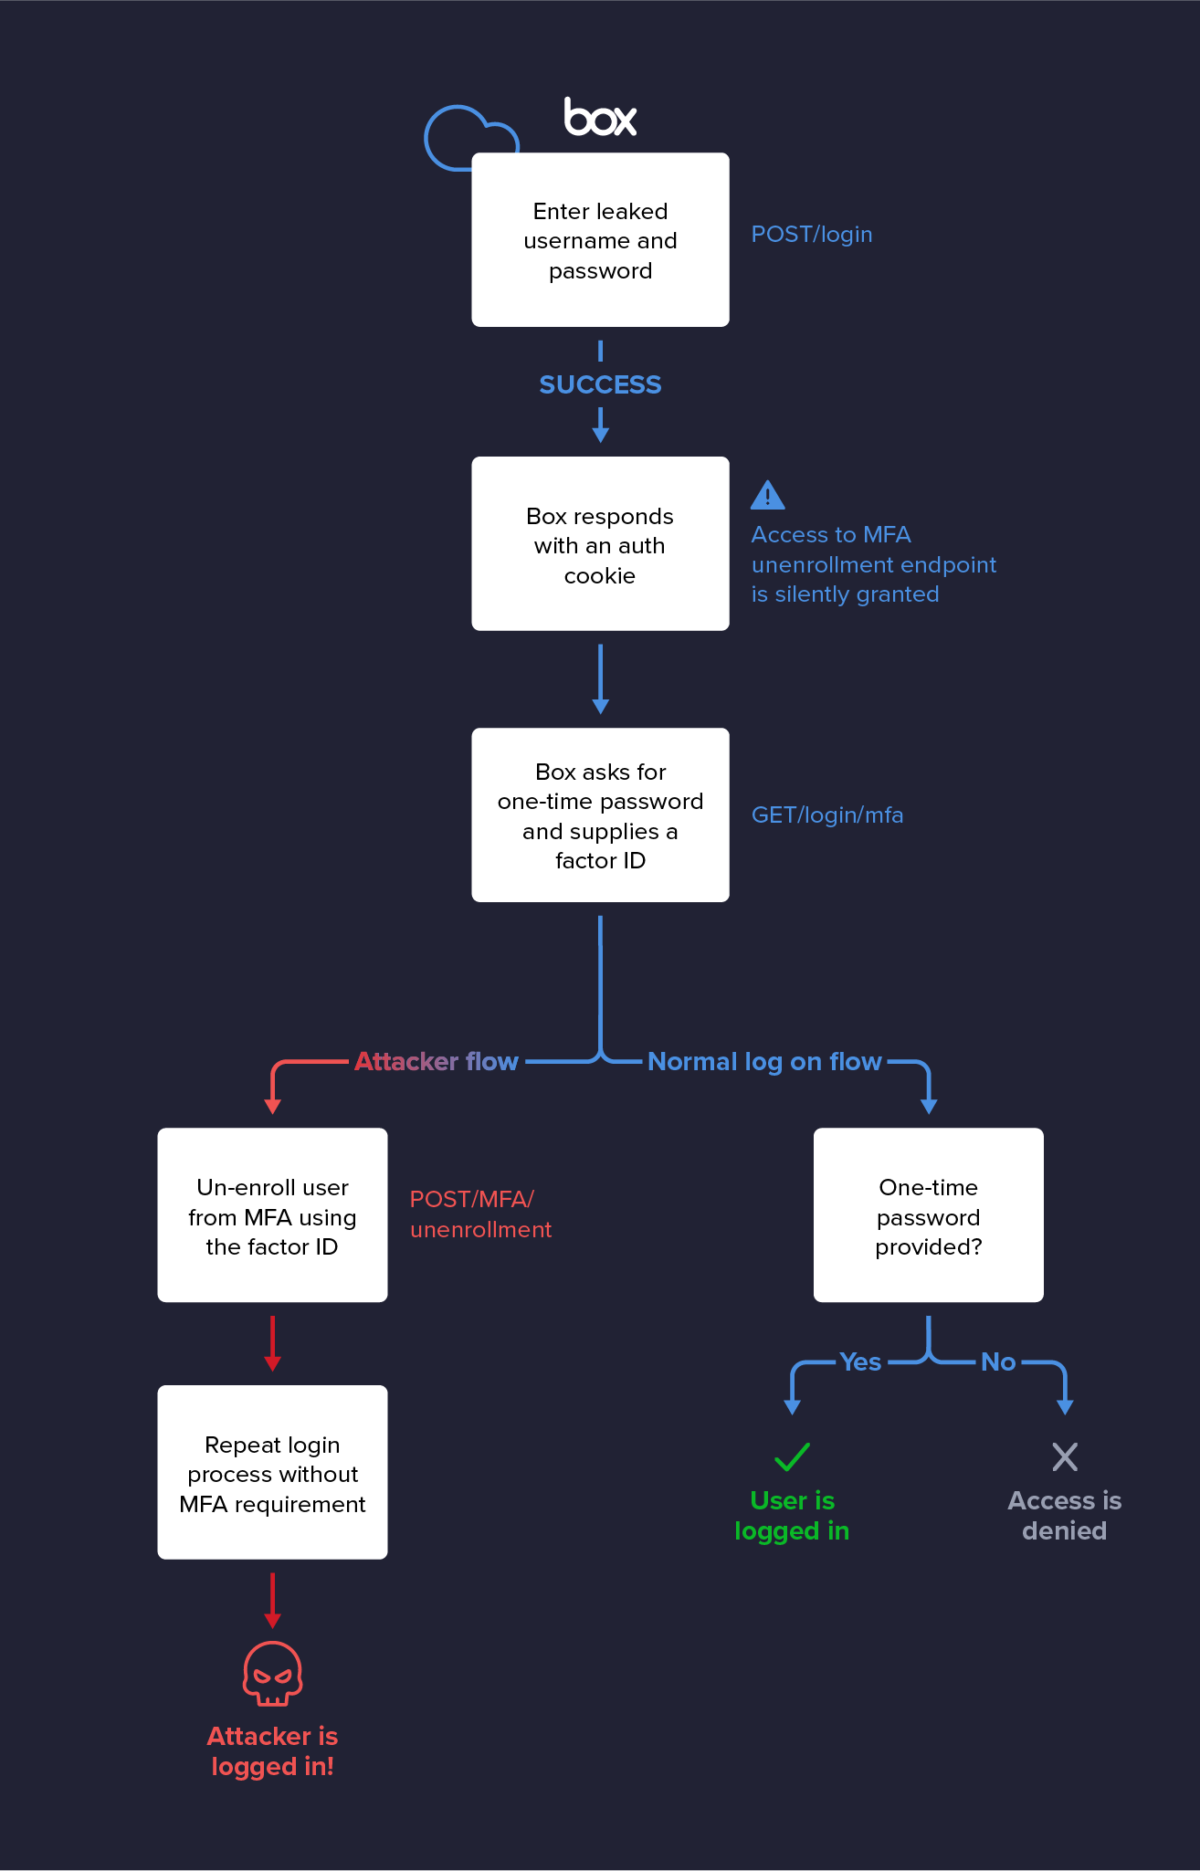 box
Enter leaked
username and
password
POST/login
SUCCESS
Box responds
with an auth
cookie
Access to MFA
unenrollment endpoint
is silently granted
Box asks for
one-time password
and supplies a
factor ID
GET/login/mfa
Attacker flow
Normal log on flow
Un-enroll user
from MFA using
the factor ID
POST/MFA/
unenrollment
One-time
password
provided?
Yes
No
Repeat login
process without
MFA requirement
User is
logged in
Access is
denied
Attacker is
logged in!